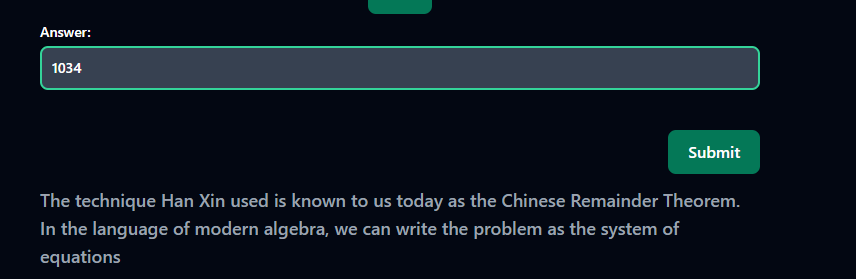 Answer:
1034
Submit
The technique Han Xin used is known to us today as the Chinese Remainder Theorem.
In the language of modern algebra, we can write the problem as the system of
equations